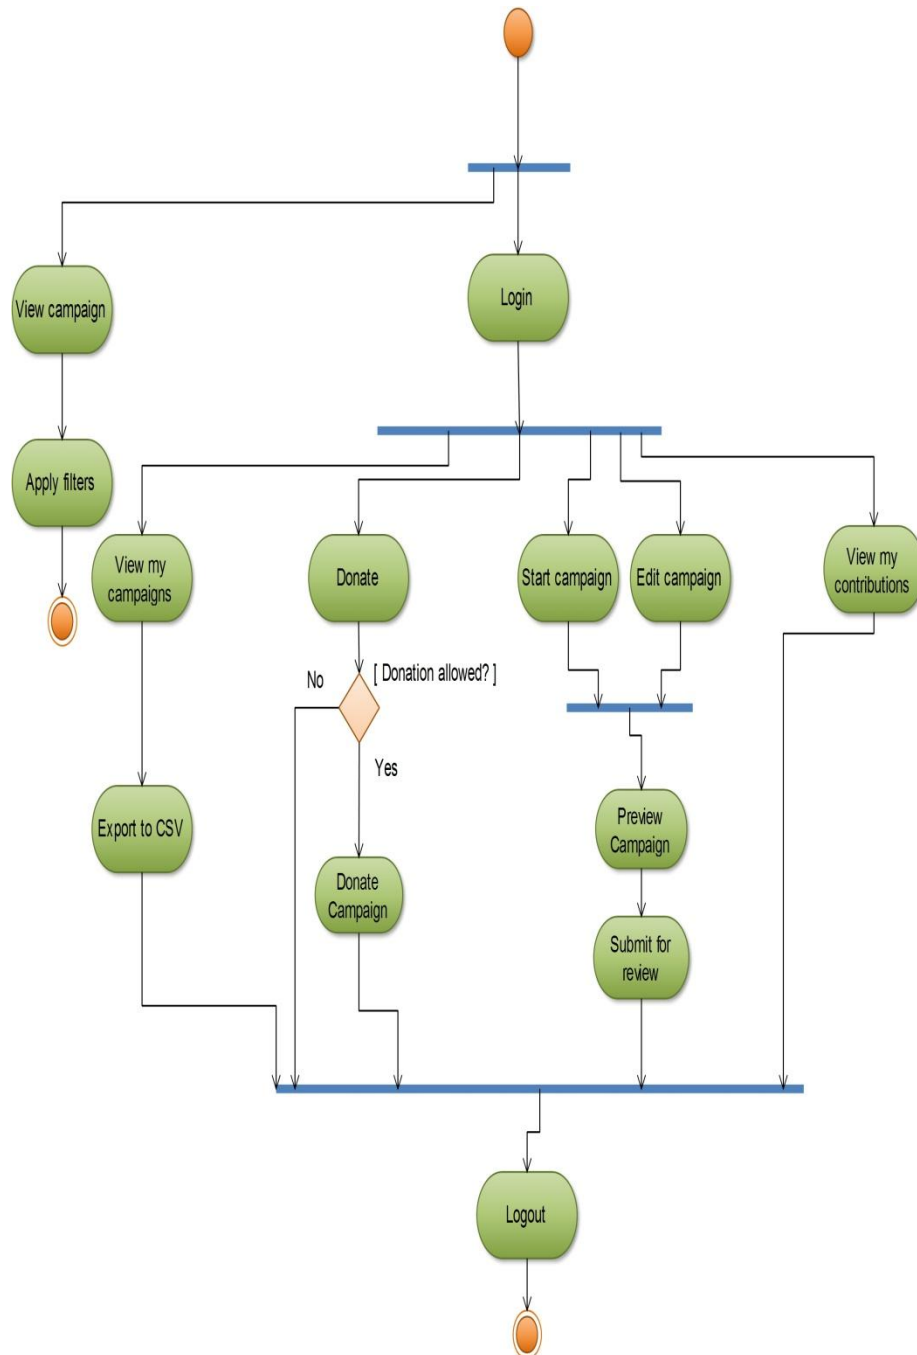 Login
View campaign
Apply filters
View my
campaigns
Donate
Start campaign
Edit campaign
View my
contributions
No
[ Donation allowed? ]
Yes
Export to CSV
Preview
Campaign
Donate
Campaign
Submit for
review
Logout